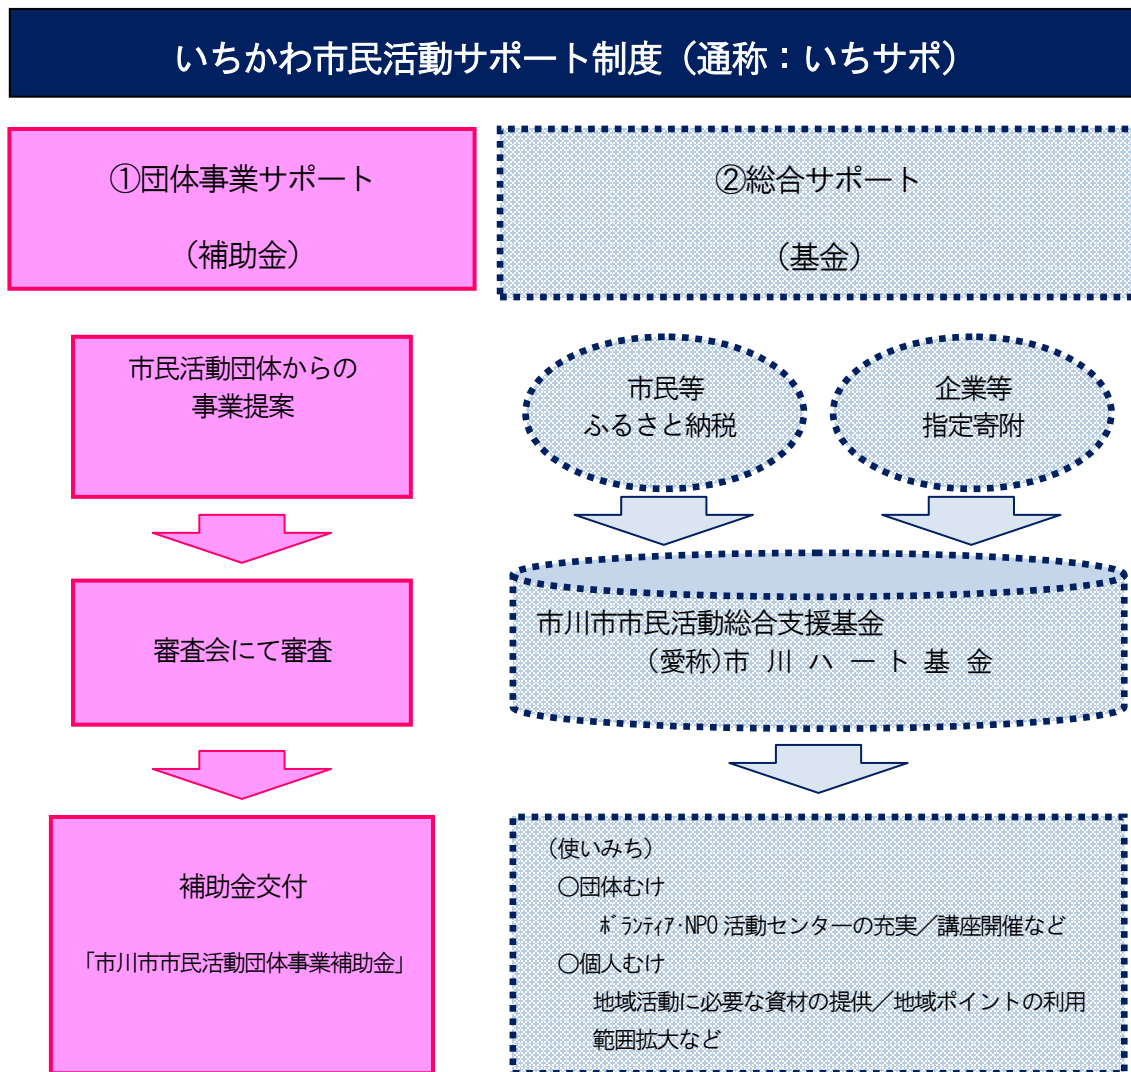 いちかわ市民活動サポート制度（通称：いちサポ）
①団体事業サポート
（補助金）
市民活動団体からの
事業提案
審査会にて審査
補助金交付
「市川市市民活動団体事業補助金」
②総合サポート
（基金）
市民等
ふるさと納税
企業等
指定寄附
市川市市民活動総合支援基金
（愛称)市 川 ハ ー ト 基 金
（使いみち）
○団体むけ
ﾎﾞﾗﾝﾃｨｱ･NPO 活動センターの充実／講座開催など
○個人むけ
地域活動に必要な資材の提供／地域ポイントの利用
範囲拡大など